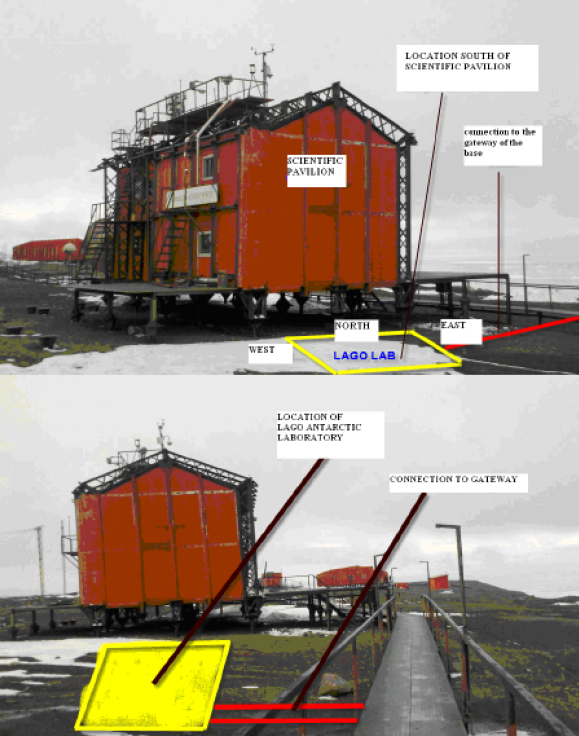 LOCATION SOUTH OF
SCIENTIFIC PAVILION
connection to the
gateway of the
base
SCIENTIFIC
PAVILION
NORTH
EAST
WEST
LAGO LAB
LOCATION OF
LAGO ANTARCTIC
LABORATORY
CONNECTION TO GATEWAY